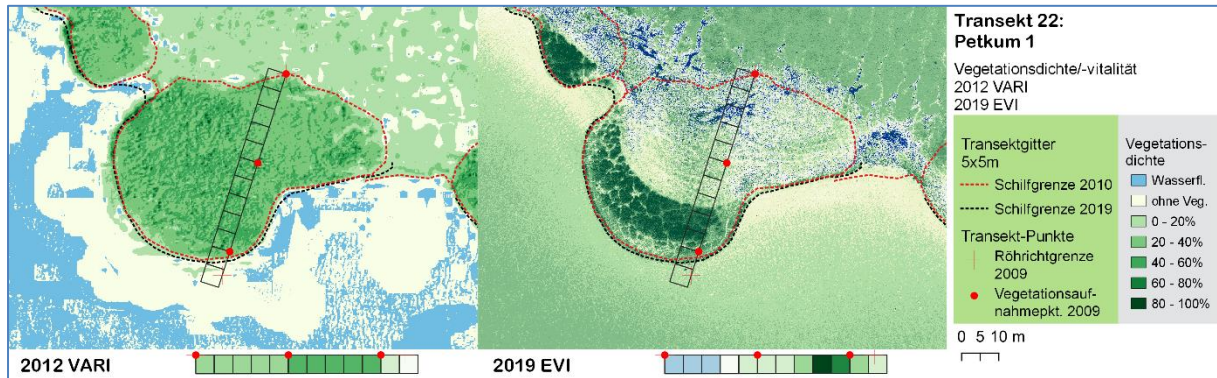 Transekt 22:
Petkum 1
Vegetationsdichte/-vitalität
2012 VARI
2019 EVI
Transektgitter
5x5m
Schilfgrenze 2010
Schilfgrenze 2019
Transekt-Punkte
Röhrichtgrenze
2009
Vegetationsauf-
nahmepkt. 2009
Vegetations-
dichte
Wasserfl.
ohne Veg.
0 - 20%
20 - 40%
40 - 60%
60 - 80%
80 - 100%
0 5 10 m
2012 VARI
2019 EVI